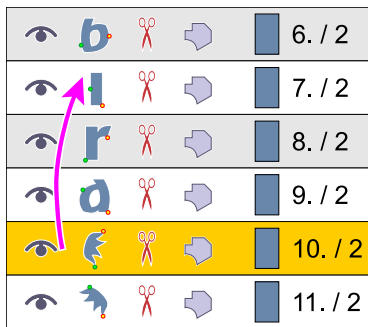 b 6. / 2
l 7. / 2
r 8. / 2
a 9. / 2
10. / 2
11. / 2